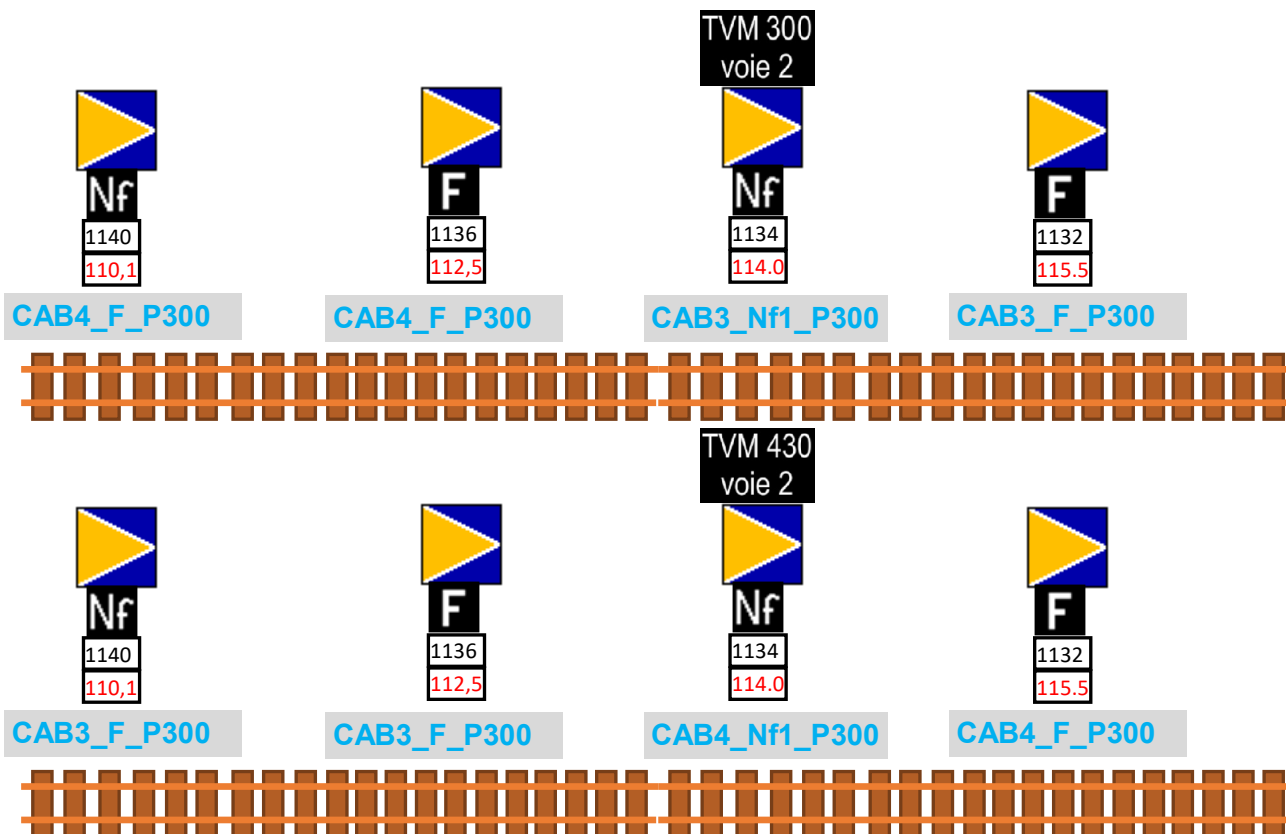 TVM 300
voie 2
Nf F Nf F
1140 1136 1134 1132
110,1 112,5 114.0 115.5
CAB4_F_P300 CAB4_F_P300 CAB3_Nf1_P300 CAB3_F_P300
TVM 430
voie 2
Nf F Nf F
1140 1136 1134 1132
110,1 112,5 114.0 115.5
CAB3_F_P300 CAB3_F_P300 CAB4_Nf1_P300 CAB4_F_P300